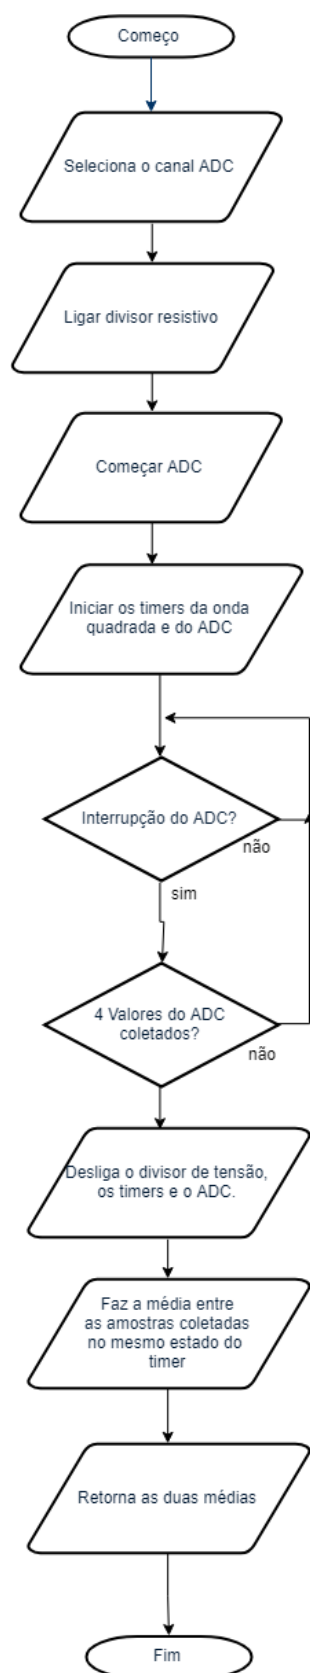 Começo
Seleciona o canal ADC
Ligar divisor resistivo
Começar ADC
Iniciar os timers da onda
quadrada e do ADC
Interrupção do ADC?
não
sim
4 Valores do ADC
coletados?
não
Desliga o divisor de tensão,
os timers e o ADC.
Faz a média entre
as amostras coletadas
no mesmo estado do
timer
Retorna as duas médias
Fim